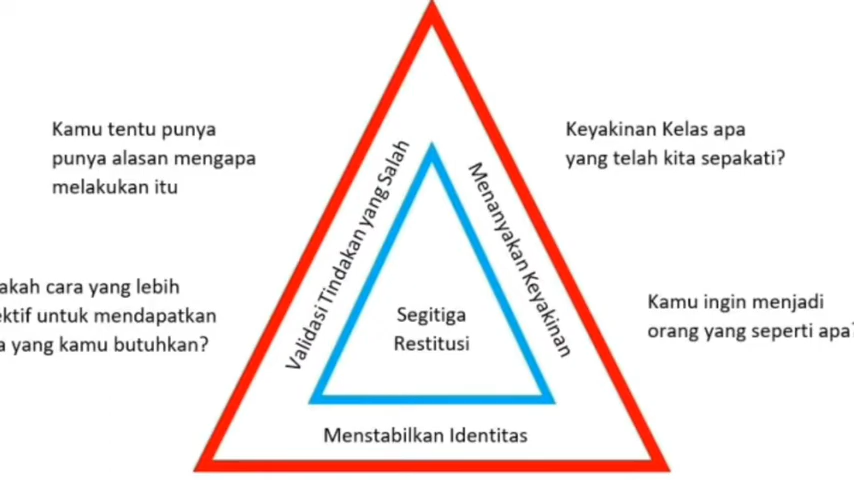 Kamu tentu punya
punya alasan mengapa
melakukan itu
Keyakinan Kelas apa
yang telah kita sepakati?
Validasi Tindakan yang Salah
Menanyakan Keyakinan
cara yang lebih
untuk mendapatkan
yang kamu butuhkan?
Kamu ingin menjadi
orang yang seperti apa?
Segitiga
Restitusi
Menstabilkan Identitas